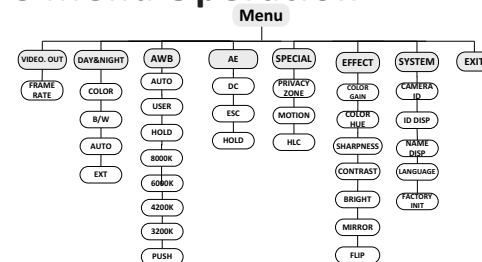 Menu
VIDEO. OUT
DAY&NIGHT
AWB
AE
SPECIAL
EFFECT
SYSTEM
EXIT
FRAME
RATE
COLOR
B/W
AUTO
EXT
AUTO
USER
HOLD
8000K
6000K
4200K
3200K
PUSH
DC
ESC
HOLD
PRIVACY
ZONE
MOTION
HLC
COLOR
GAIN
COLOR
HUE
SHARPNESS
CONTRAST
BRIGHT
MIRROR
FLIP
CAMERA
ID
ID DISP
NAME
DISP
LANGUAGE
FACTORY
INIT